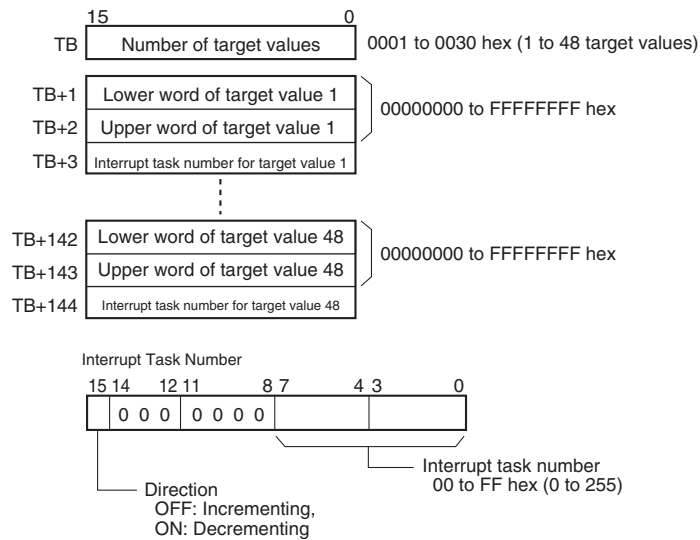 15 0
TB Number of target values 0001 to 0030 hex (1 to 48 target values)
TB+1 Lower word of target value 1
00000000 to FFFFFFFF hex
TB+2 Upper word of target value 1
TB+3 Interrupt task number for target value 1
TB+142 Lower word of target value 48
00000000 to FFFFFFFF hex
TB+143 Upper word of target value 48
TB+144 Interrupt task number for target value 48
Interrupt Task Number
15 14 12 11 8 7 4 3 0
0 0 0 0 0 0 0
Interrupt task number
00 to FF hex (0 to 255)
Direction
OFF: Incrementing,
ON: Decrementing